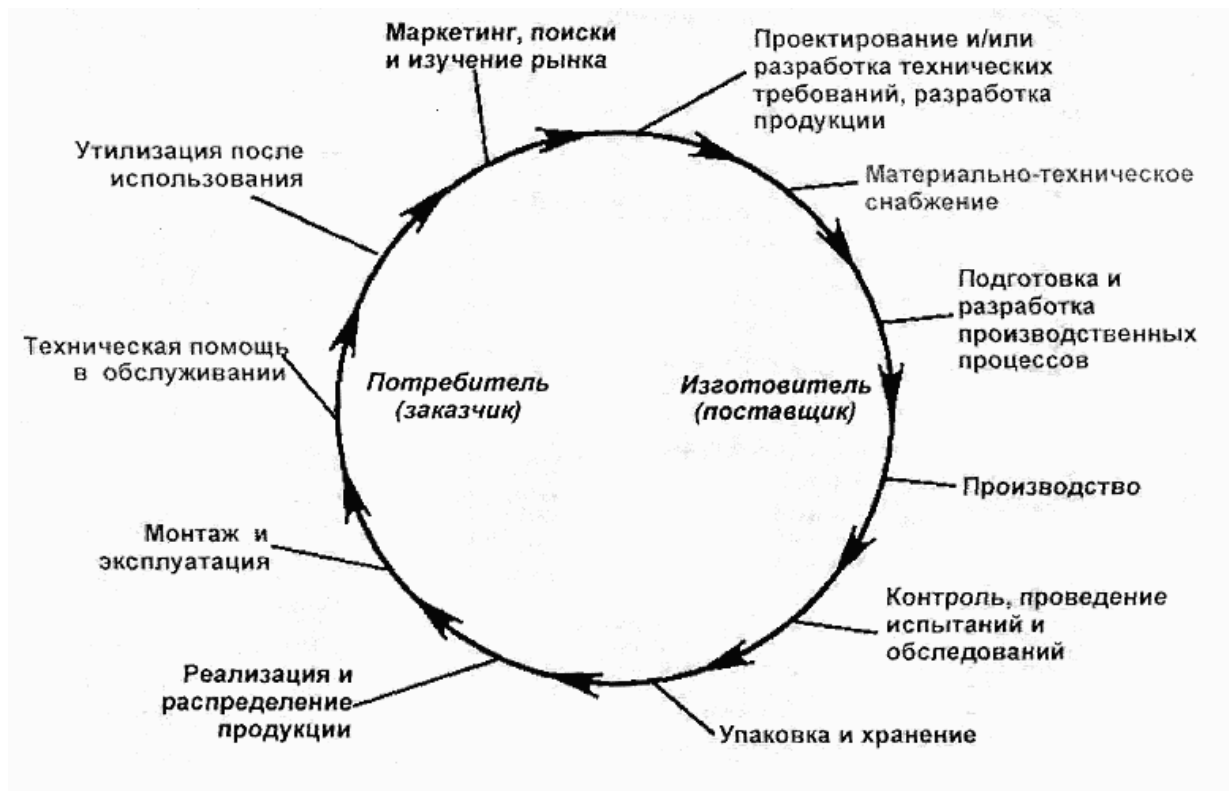 Маркетинг, поиски
и изучение рынка
Проектирование и/или
разработка технических
требований, разработка
продукции
Материально-техническое
снабжение
Подготовка и
разработка
производственных
процессов
Производство
Контроль, проведение
испытаний и
обследований
Упаковка и хранение
Реализация и
распределение
продукции
Монтаж и
эксплуатация
Техническая помощь
в обслуживании
Утилизация после
использования
Потребитель
(заказчик)
Изготовитель
(поставщик)